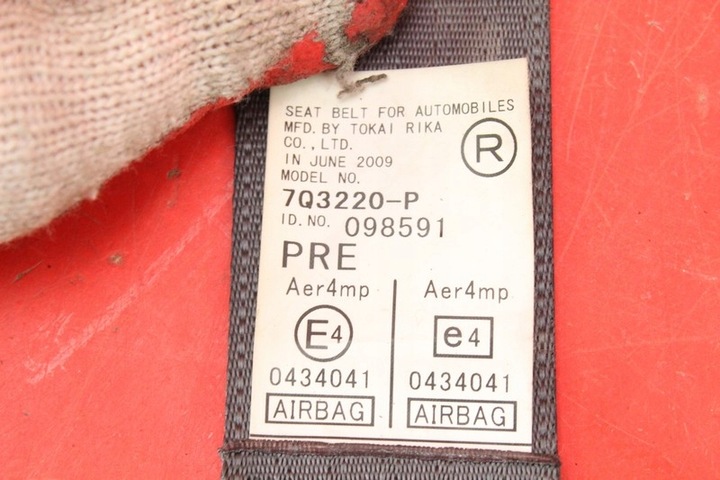 SEAT BELT FOR AUTOMOBILES
MFD. BY TOKAI RIKA
CO., LTD.
R
IN JUNE 2009
MODEL NO.
7Q3220-P
ID. NO. 098591
PRE
Aer4mp Aer4mp
E4 e4
0434041 0434041
AIRBAG AIRBAG